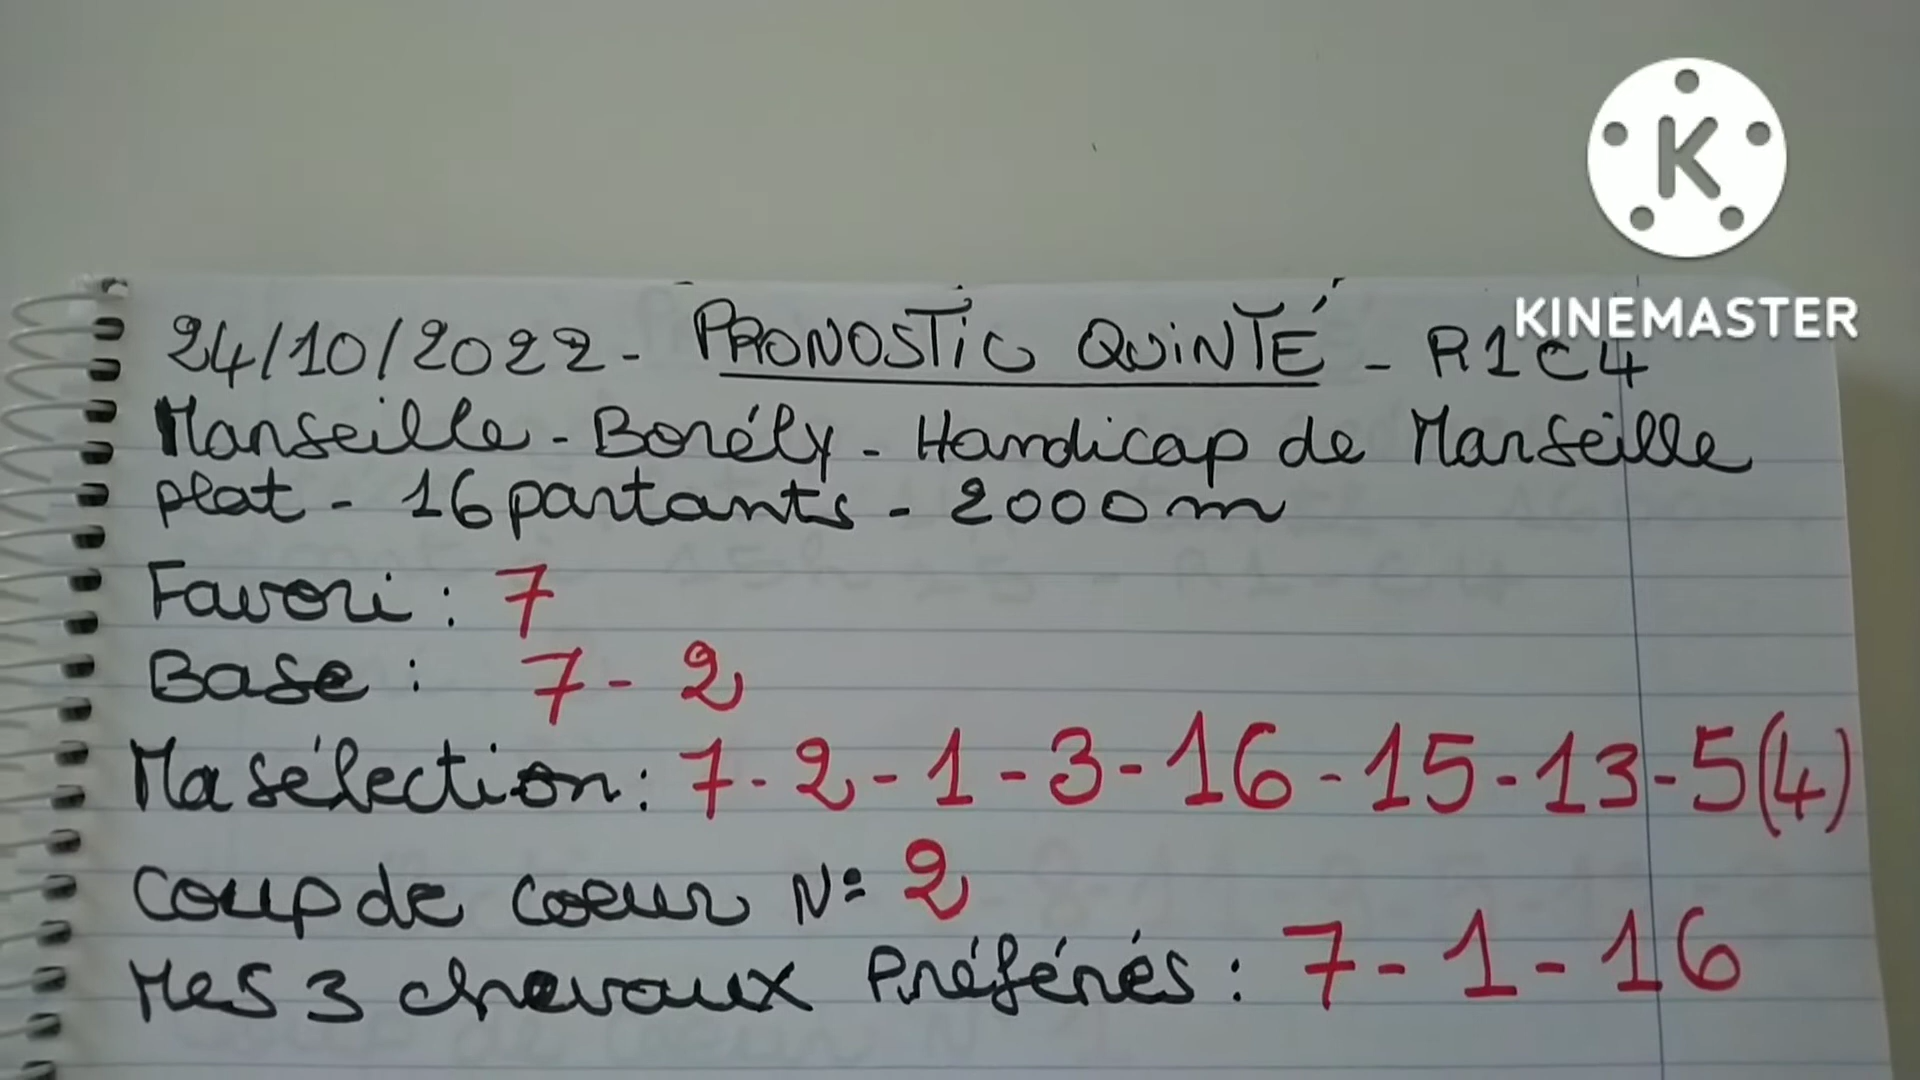 K
KINEMASTER
24/10/2022 - PRONOSTIC QUINTÉ - R1C4
Marseille - Borély - Handicap de Marseille
plat - 16 partants - 2000m
Favori : 7
Base : 7 - 2
Ma sélection : 7 - 2 - 1 - 3 - 16 - 15 - 13 - 5 (4)
Coup de coeur N° 2
Mes 3 chevaux Préférés : 7 - 1 - 16